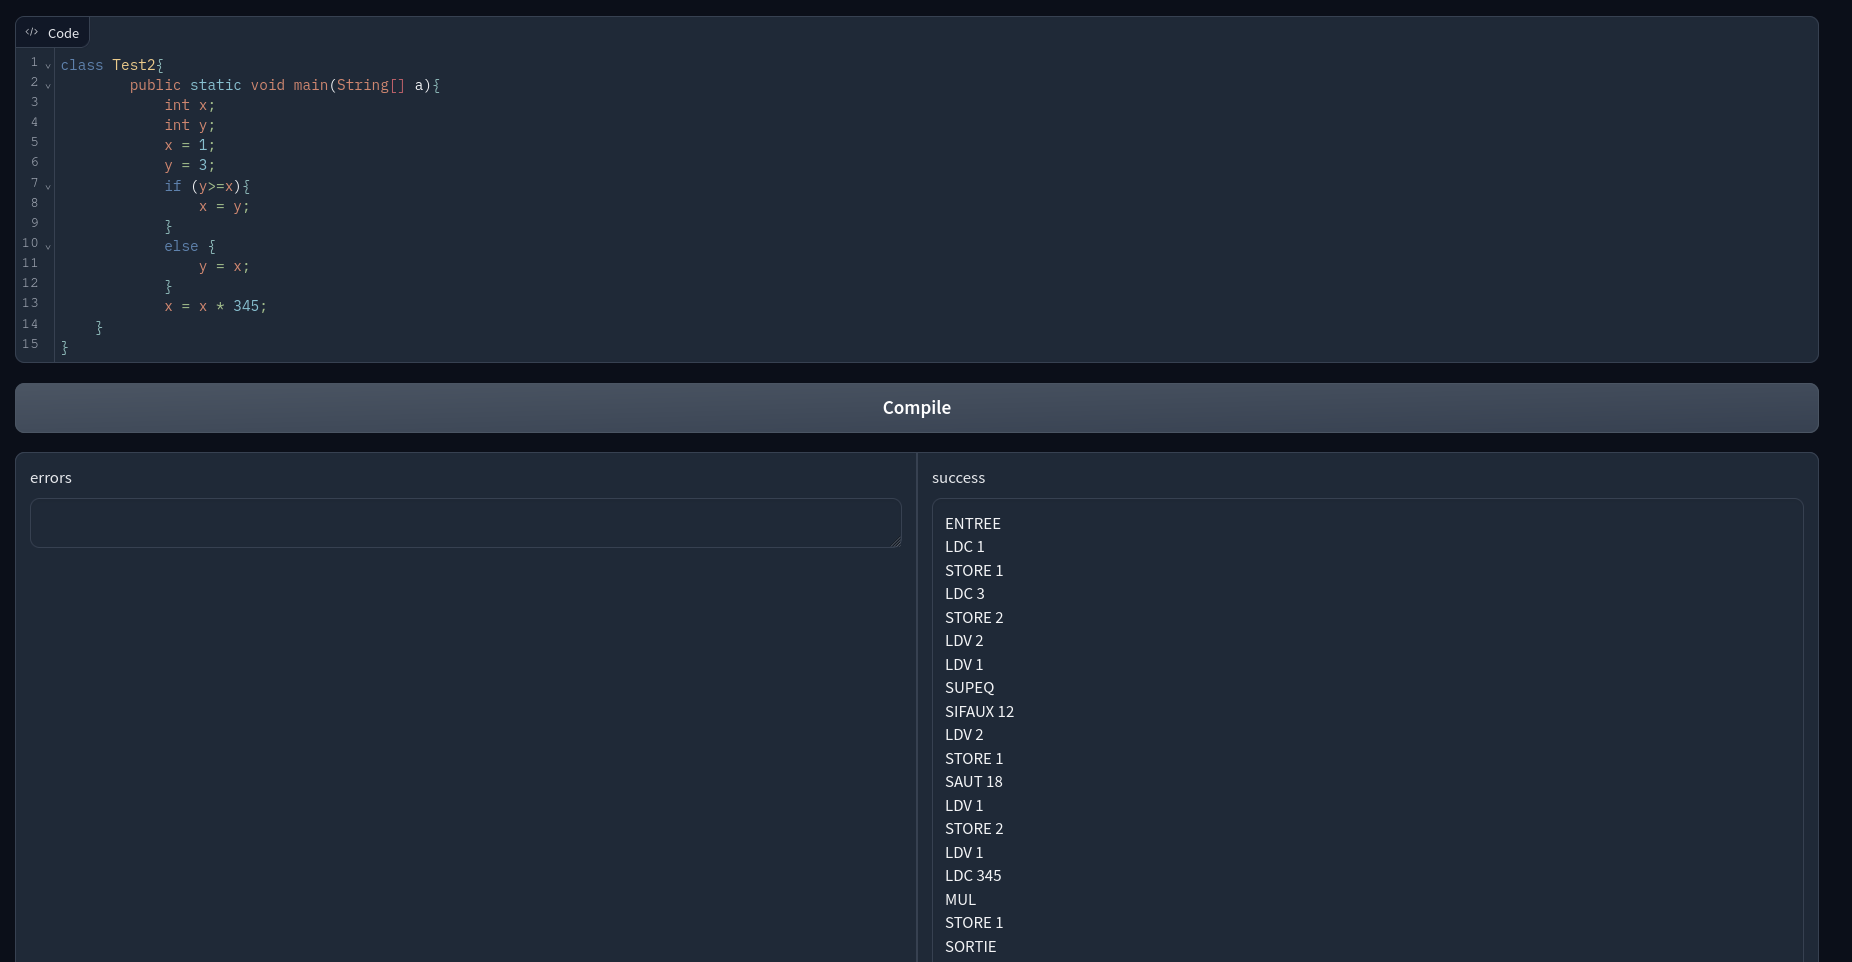 Code
1 class Test2{
2 public static void main(String[] a){
3 int x;
4 int y;
5 x = 1;
6 y = 3;
7 if (y>=x){
8 x = y;
9 }
10 else {
11 y = x;
12 }
13 x = x * 345;
14 }
15 }
Compile
errors
success
ENTREE
LDC 1
STORE 1
LDC 3
STORE 2
LDV 2
LDV 1
SUPEQ
SIFAUX 12
LDV 2
STORE 1
SAUT 18
LDV 1
STORE 2
LDV 1
LDC 345
MUL
STORE 1
SORTIE